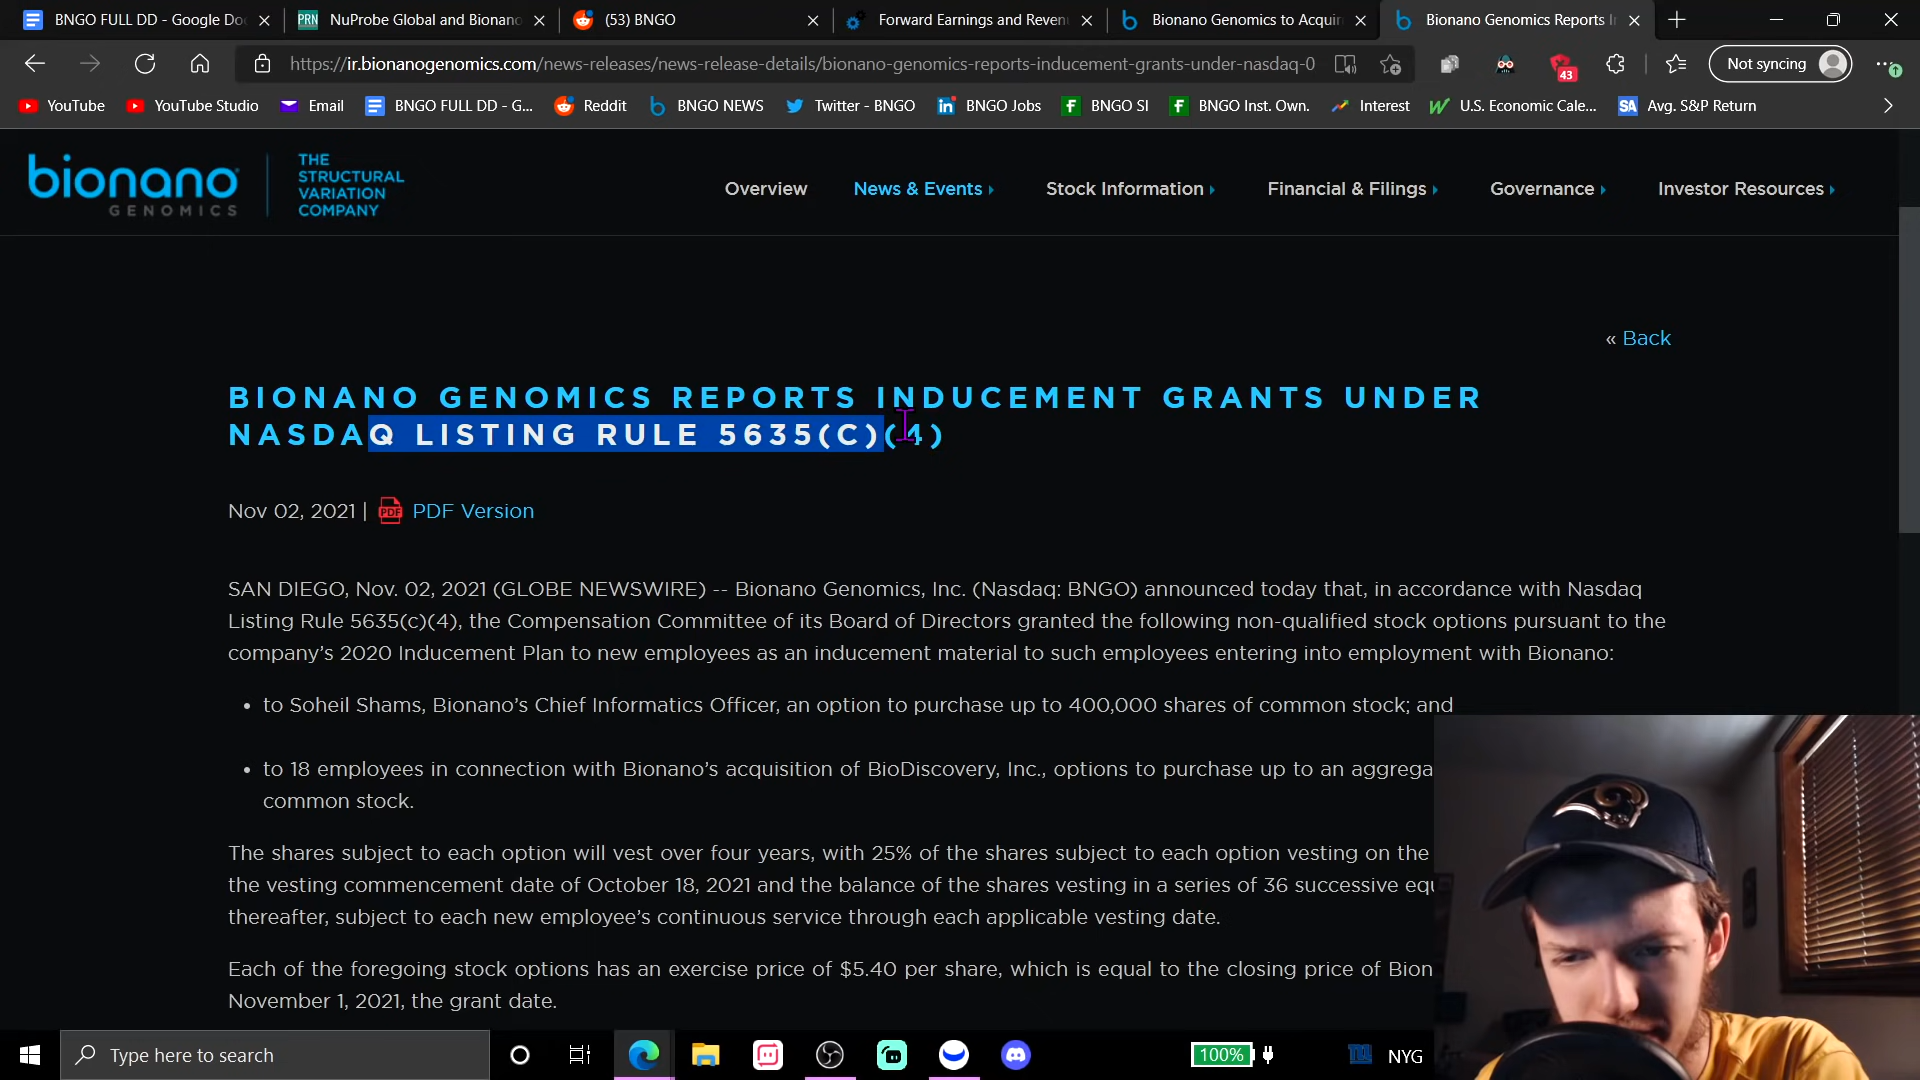 BNGO FULL DD - Google Do
NuProbe Global and Bionano
(53) BNGO
Forward Earnings and Reven
Bionano Genomics to Acqui
Bionano Genomics Reports I
https://ir.bionanogenomics.com/news-releases/news-release-details/bionano-genomics-reports-inducement-grants-under-nasdaq-0
43
Not syncing
YouTube
YouTube Studio
Email
BNGO FULL DD - G...
Reddit
BNGO NEWS
Twitter - BNGO
BNGO Jobs
BNGO SI
BNGO Inst. Own.
Interest
U.S. Economic Cale...
SA Avg. S&P Return
bionano
GENOMICS
THE
STRUCTURAL
VARIATION
COMPANY
Overview
News & Events
Stock Information
Financial & Filings
Governance
Investor Resources
« Back
BIONANO GENOMICS REPORTS INDUCEMENT GRANTS UNDER
NASDAQ LISTING RULE 5635(C)(4)
Nov 02, 2021 | PDF PDF Version
SAN DIEGO, Nov. 02, 2021 (GLOBE NEWSWIRE) -- Bionano Genomics, Inc. (Nasdaq: BNGO) announced today that, in accordance with Nasdaq
Listing Rule 5635(c)(4), the Compensation Committee of its Board of Directors granted the following non-qualified stock options pursuant to the
company’s 2020 Inducement Plan to new employees as an inducement material to such employees entering into employment with Bionano:
• to Soheil Shams, Bionano’s Chief Informatics Officer, an option to purchase up to 400,000 shares of common stock; and
• to 18 employees in connection with Bionano’s acquisition of BioDiscovery, Inc., options to purchase up to an aggrega
common stock.
The shares subject to each option will vest over four years, with 25% of the shares subject to each option vesting on the
the vesting commencement date of October 18, 2021 and the balance of the shares vesting in a series of 36 successive equ
thereafter, subject to each new employee’s continuous service through each applicable vesting date.
Each of the foregoing stock options has an exercise price of $5.40 per share, which is equal to the closing price of Bion
November 1, 2021, the grant date.
Type here to search
100%
NYG